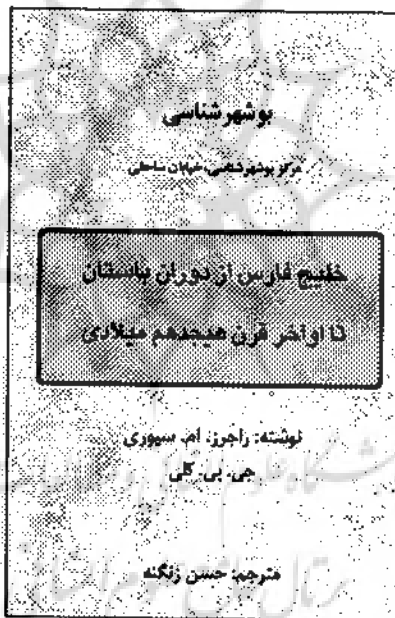 بوشهرشناسی
مرکز بوشهرشناسی، خیابان ساحلی
خلیج فارس از دوران باستان
تا اواخر قرن هیجدهم میلادی
نوشته: راجرز. ام. سیوری
جی. بی. کلی
مترجم: حسن زنگنه